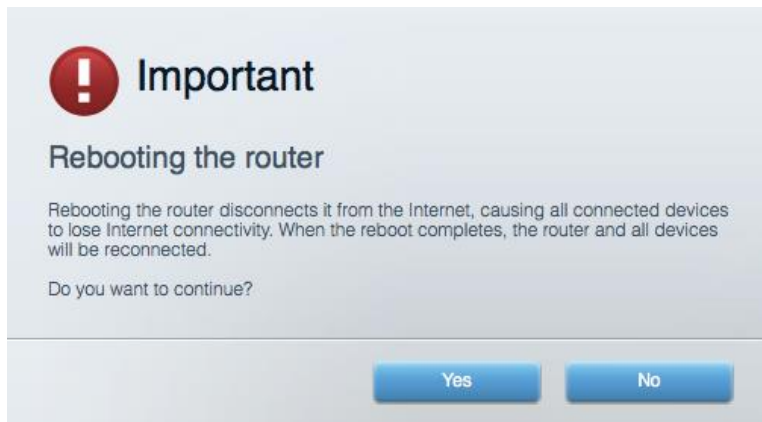 Important
Rebooting the router
Rebooting the router disconnects it from the Internet, causing all connected devices
to lose Internet connectivity. When the reboot completes, the router and all devices
will be reconnected.
Do you want to continue?
Yes
No